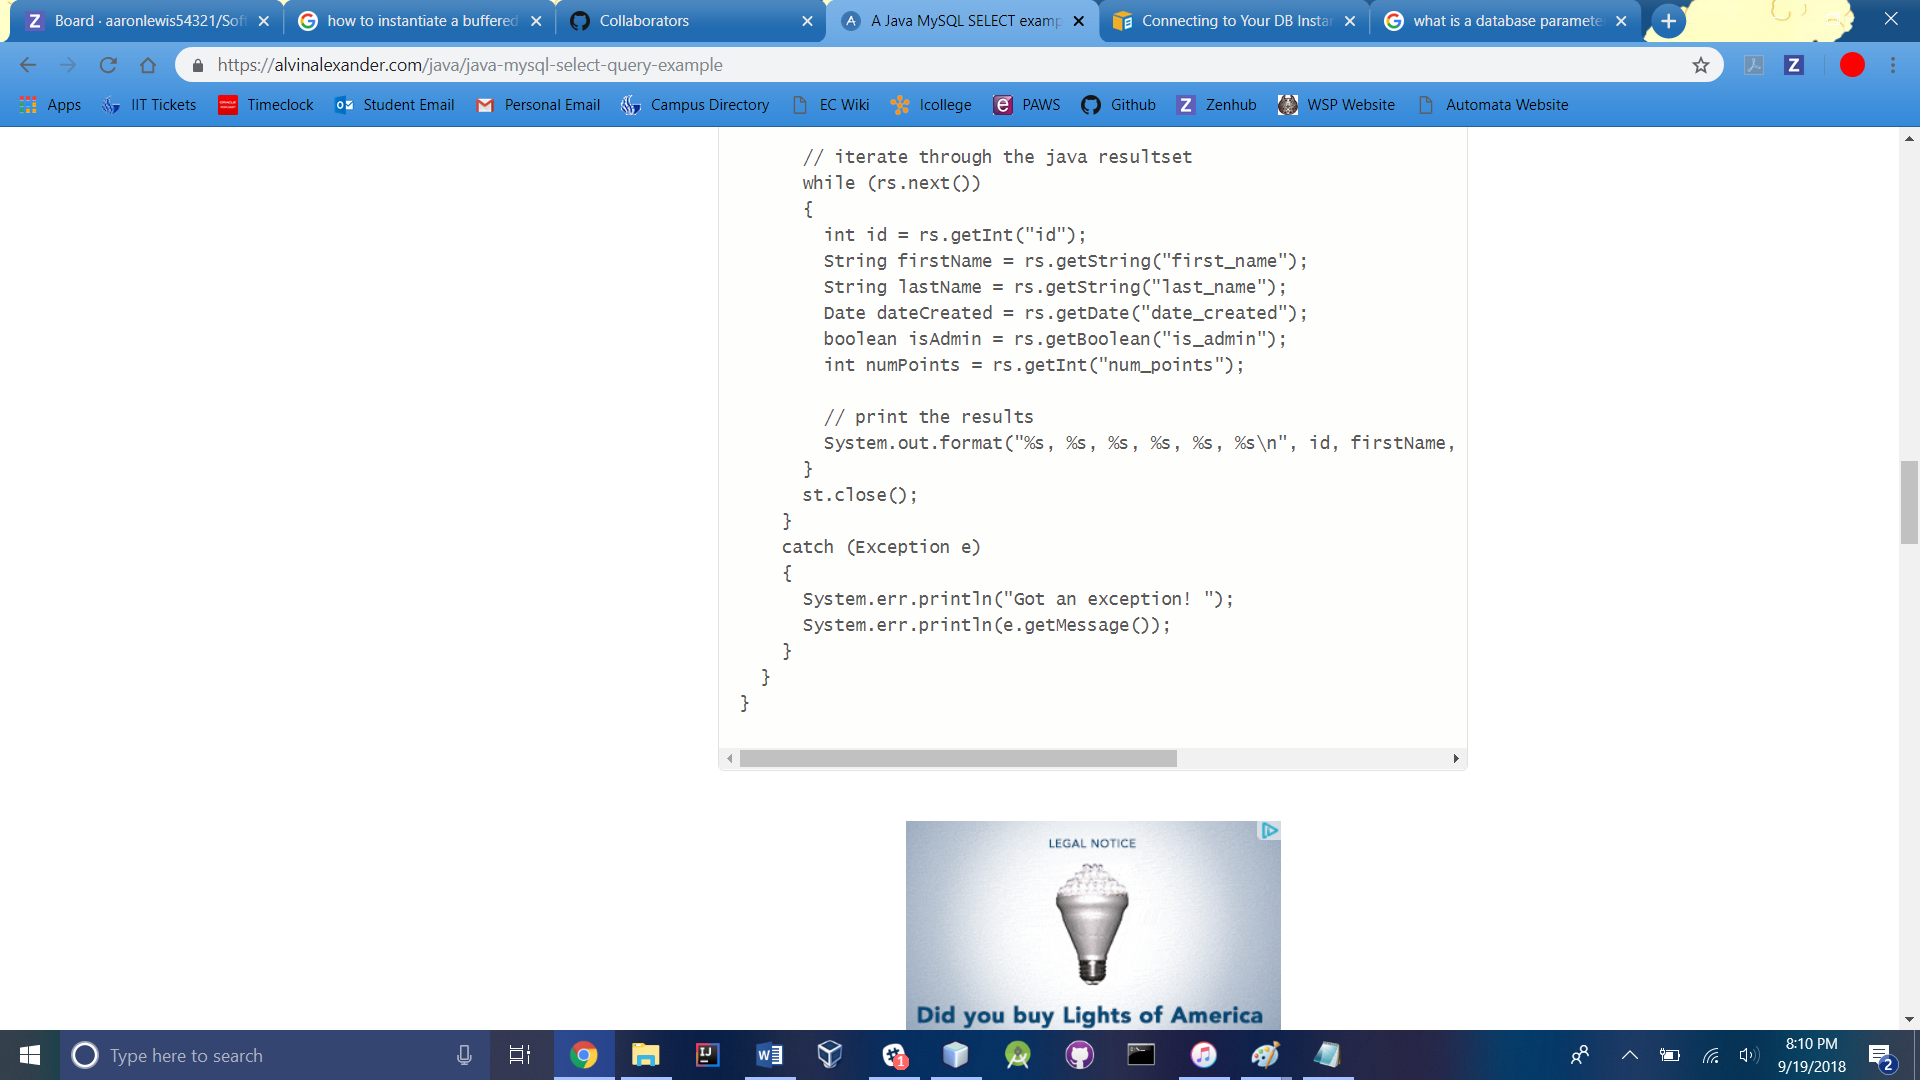 Board · aaronlewis54321/Soft
how to instantiate a buffered
Collaborators
A Java MySQL SELECT examp
Connecting to Your DB Instan
what is a database paramete
https://alvinalexander.com/java/java-mysql-select-query-example
Apps IIT Tickets Timeclock Student Email Personal Email Campus Directory EC Wiki Icollege PAWS Github Zenhub WSP Website Automata Website
// iterate through the java resultset
while (rs.next())
{
int id = rs.getInt("id");
String firstName = rs.getString("first_name");
String lastName = rs.getString("last_name");
Date dateCreated = rs.getDate("date_created");
boolean isAdmin = rs.getBoolean("is_admin");
int numPoints = rs.getInt("num_points");
// print the results
System.out.format("%s, %s, %s, %s, %s, %s\n", id, firstName,
}
st.close();
}
catch (Exception e)
{
System.err.println("Got an exception! ");
System.err.println(e.getMessage());
}
}
}
LEGAL NOTICE
Did you buy Lights of America
Type here to search
1
8:10 PM
9/19/2018
2